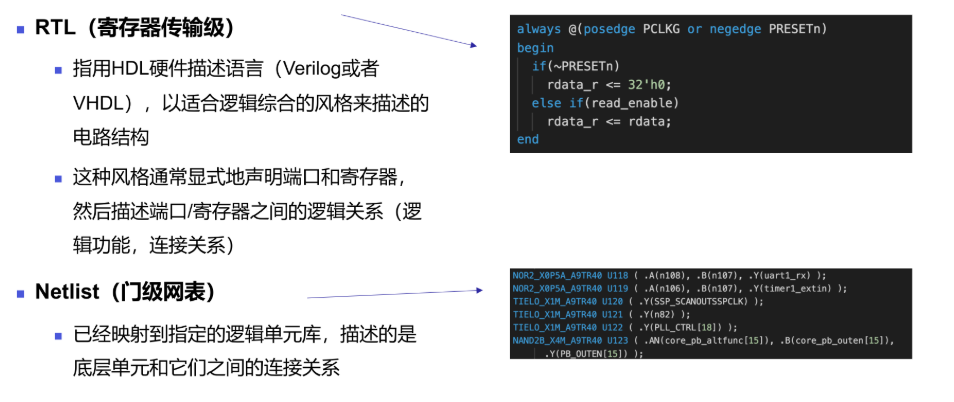 RTL（寄存器传输级）
指用HDL硬件描述语言（Verilog或者
VHDL），以适合逻辑综合的风格来描述的
电路结构
这种风格通常显式地声明端口和寄存器，
然后描述端口/寄存器之间的逻辑关系（逻
辑功能，连接关系）
always @(posedge PCLKG or negedge PRESETn)
begin
if(~PRESETn)
rdata_r <= 32'h0;
else if(read_enable)
rdata_r <= rdata;
end
Netlist（门级网表）
已经映射到指定的逻辑单元库，描述的是
底层单元和它们之间的连接关系
NOR2_X0P5A_A9TR40 U118 ( .A(n108), .B(n107), .Y(uart1_rx) );
NOR2_X0P5A_A9TR40 U119 ( .A(n106), .B(n107), .Y(timer1_extin) );
TIELO_X1M_A9TR40 U120 ( .Y(SSP_SCANOUTSSPCLK) );
TIELO_X1M_A9TR40 U121 ( .Y(n82) );
TIELO_X1M_A9TR40 U122 ( .Y(PLL_CTRL[18]) );
NAND2B_X4M_A9TR40 U123 ( .AN(core_pb_altfunc[15]), .B(core_pb_outen[15]),
.Y(PB_OUTEN[15]) );